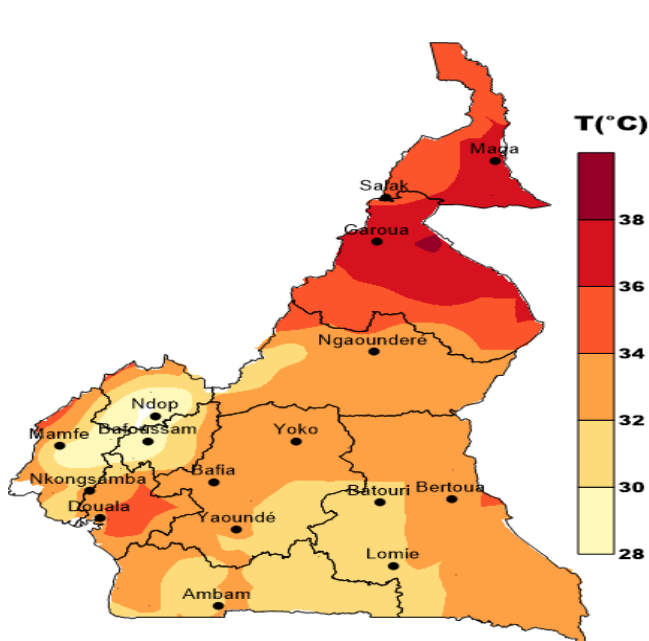 T(°C)
Maga
Salak
38
Garoua
36
34
Ngaounderé
32
Ndop
Mamfe
Bafoussam
Yoko
Bafia
Nkongsamba
30
Batouri
Bertoua
Douala
Yaoundé
28
Lomie
Ambam